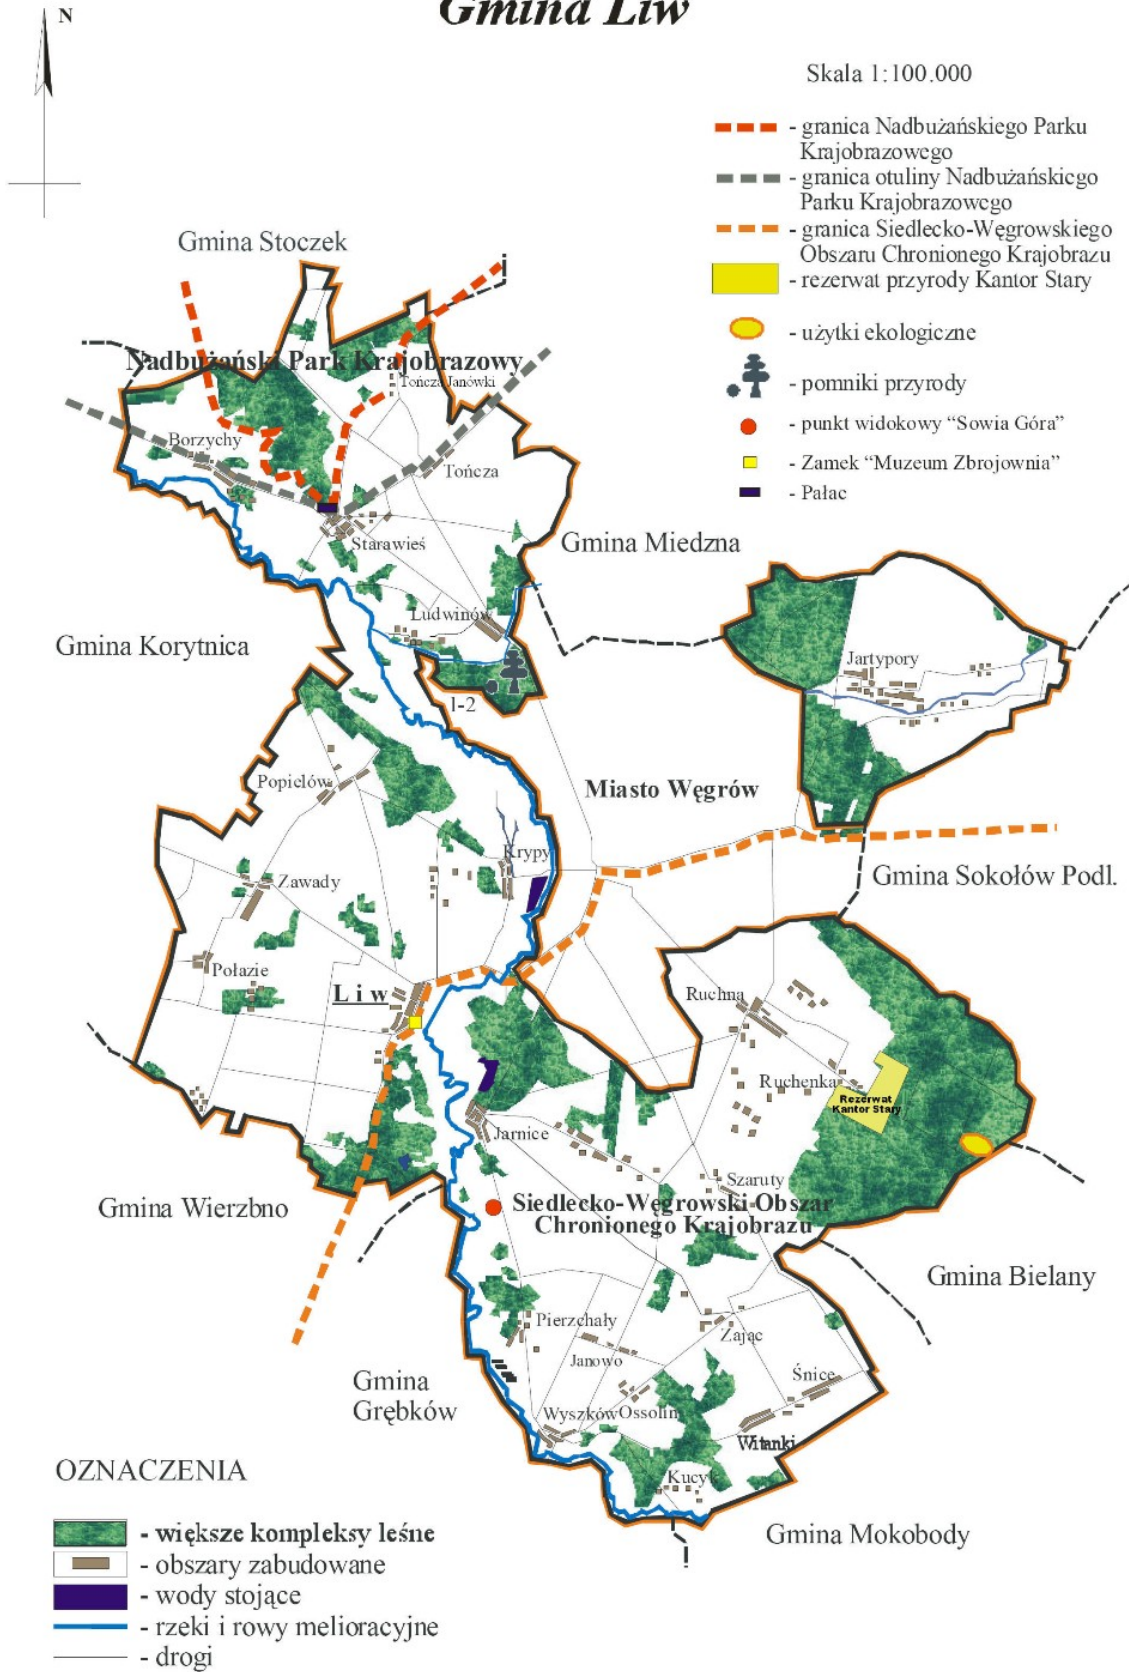 Gmina Liw
N
Skala 1:100.000
- granica Nadbużańskiego Parku
Krajobrazowego
- granica otuliny Nadbużańskiego
Parku Krajobrazowego
- granica Siedlecko-Węgrowskiego
Obszaru Chronionego Krajobrazu
- rezerwat przyrody Kantor Stary
- użytki ekologiczne
- pomniki przyrody
- punkt widokowy “Sowia Góra”
- Zamek “Muzeum Zbrojownia”
- Pałac
Gmina Stoczek
Nadbużański Park Krajobrazowy
Tończa Janówki
Borzychy
Tończa
Starawieś
Gmina Miedzna
Ludwinów
Gmina Korytnica
Jartypory
1-2
Popielów
Miasto Węgrów
Krypy
Zawady
Gmina Sokołów Podl.
Połazie
Liw
Ruchna
Ruchenka
Rezerwat
Kantor Stary
Jarnice
Szaruty
Gmina Wierzbno
Siedlecko-Węgrowski Obszar
Chronionego Krajobrazu
Gmina Bielany
Pierzchały
Zając
Janowo
Śnice
Gmina
Grębków
Wyszków
Ossolin
Witanki
Kucyk
OZNACZENIA
- większe kompleksy leśne
- obszary zabudowane
- wody stojące
- rzeki i rowy melioracyjne
- drogi
Gmina Mokobody